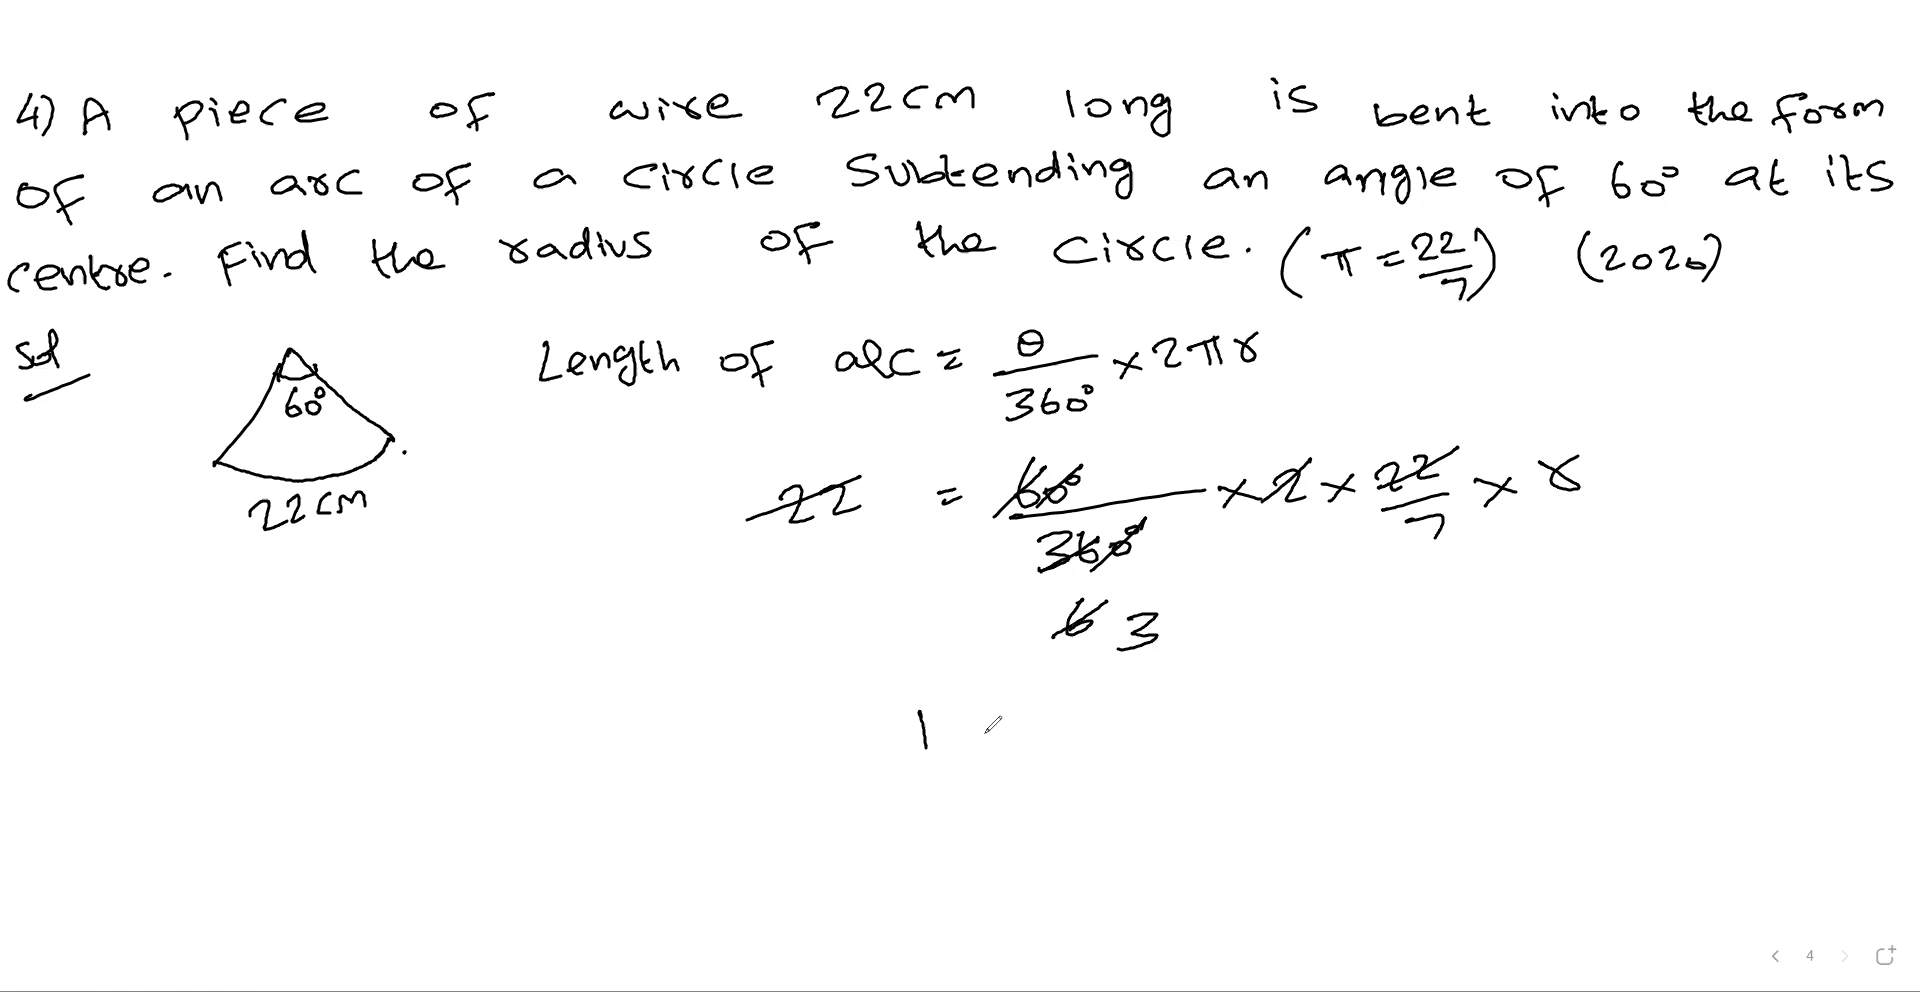 4) A piece of wire 22cm long is bent into the form
of an arc of a circle Subtending an angle of 60° at its
centre. Find the radius of the circle. (π = 22/7) (2020)
Sol
60°
22cm
Length of arc = θ/360° × 2πr
22 = 60°/360° × 2 × 22/7 × r
6 3
1
4